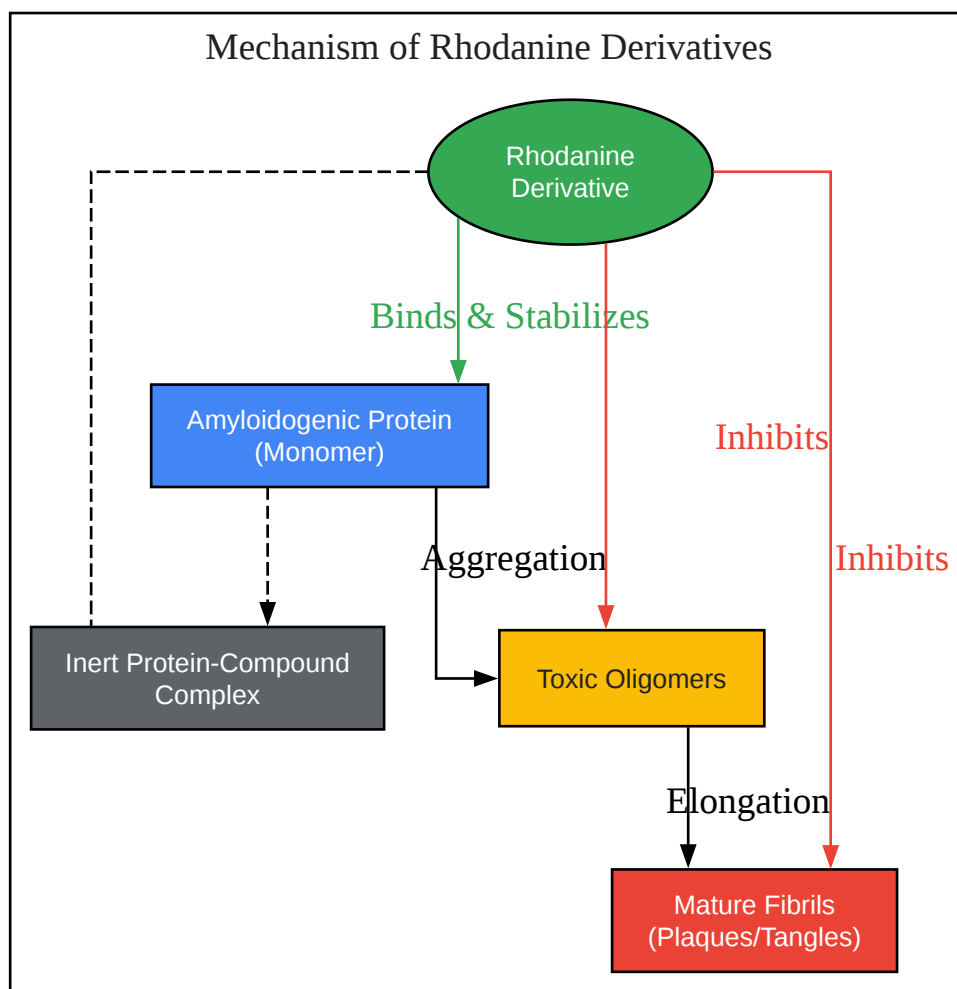 Mechanism of Rhodanine Derivatives
Rhodanine
Derivative
Binds & Stabilizes
Amyloidogenic Protein
(Monomer)
Inhibits
Aggregation
Inhibits
Inert Protein-Compound
Complex
Toxic Oligomers
Elongation
Mature Fibrils
(Plaques/Tangles)